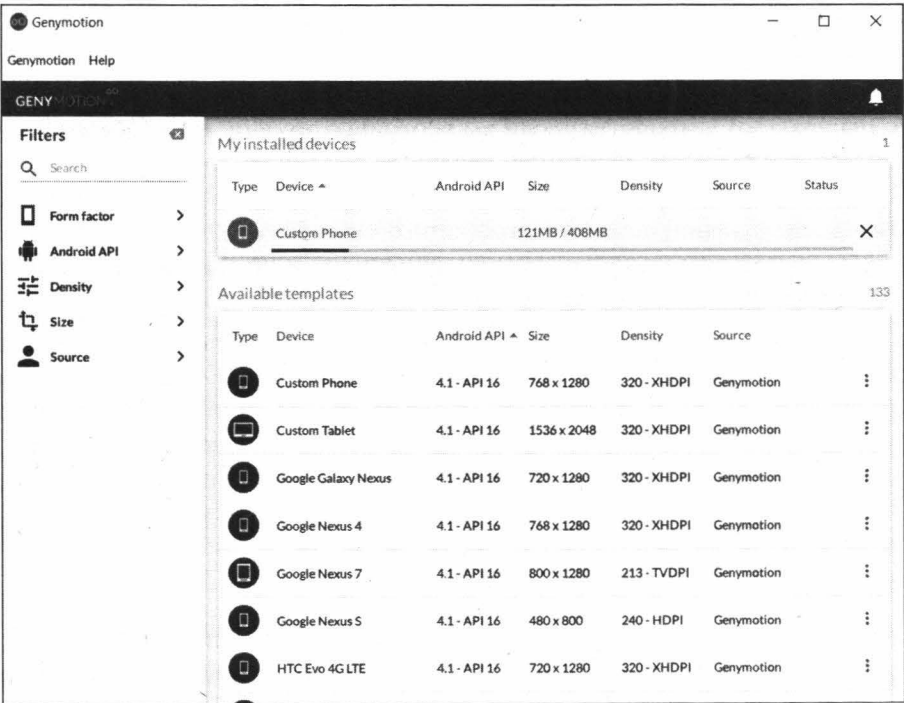 Genymotion
Genymotion Help
GENYMOTION
Filters
Search
Form factor
Android API
Density
Size
Source
My installed devices 1
Type Device Android API Size Density Source Status
Custom Phone 121MB / 408MB
Available templates 133
Type Device Android API Size Density Source
Custom Phone 4.1 - API 16 768 x 1280 320 - XHDPI Genymotion
Custom Tablet 4.1 - API 16 1536 x 2048 320 - XHDPI Genymotion
Google Galaxy Nexus 4.1 - API 16 720 x 1280 320 - XHDPI Genymotion
Google Nexus 4 4.1 - API 16 768 x 1280 320 - XHDPI Genymotion
Google Nexus 7 4.1 - API 16 800 x 1280 213 - TVDPI Genymotion
Google Nexus S 4.1 - API 16 480 x 800 240 - HDPI Genymotion
HTC Evo 4G LTE 4.1 - API 16 720 x 1280 320 - XHDPI Genymotion